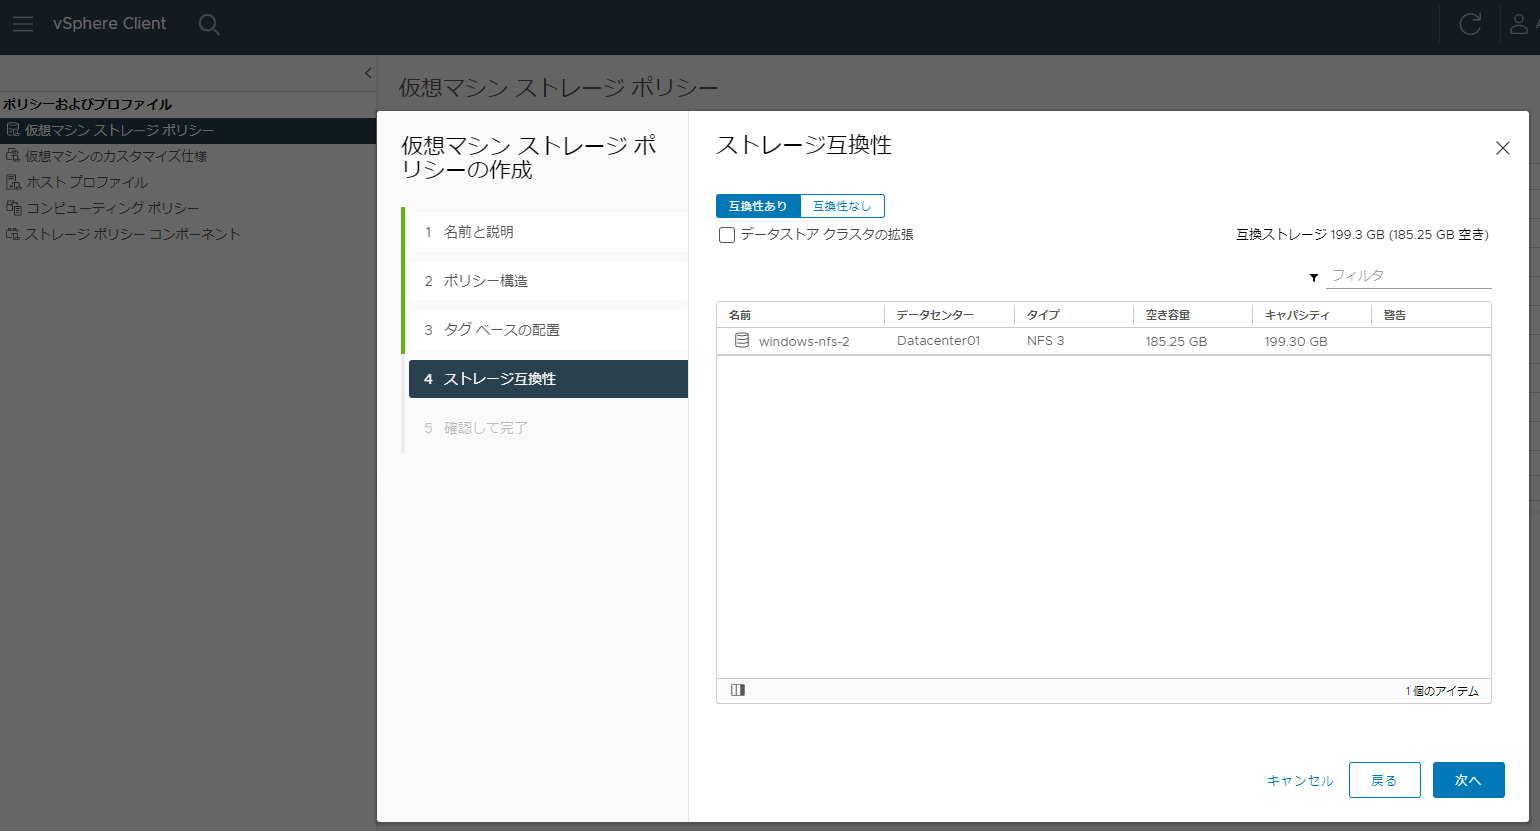 vSphere Client
ポリシーおよびプロファイル
仮想マシン ストレージ ポリシー
仮想マシンのカスタマイズ仕様
ホスト プロファイル
コンピューティング ポリシー
ストレージ ポリシー コンポーネント
仮想マシン ストレージ ポリシー
仮想マシン ストレージ ポ
リシーの作成
1 名前と説明
2 ポリシー構造
3 タグ ベースの配置
4 ストレージ互換性
5 確認して完了
ストレージ互換性
互換性あり 互換性なし
データストア クラスタの拡張 互換ストレージ 199.3 GB (185.25 GB 空き)
フィルタ
名前 データセンター タイプ 空き容量 キャパシティ 警告
windows-nfs-2 Datacenter01 NFS 3 185.25 GB 199.30 GB
1 個のアイテム
キャンセル 戻る 次へ